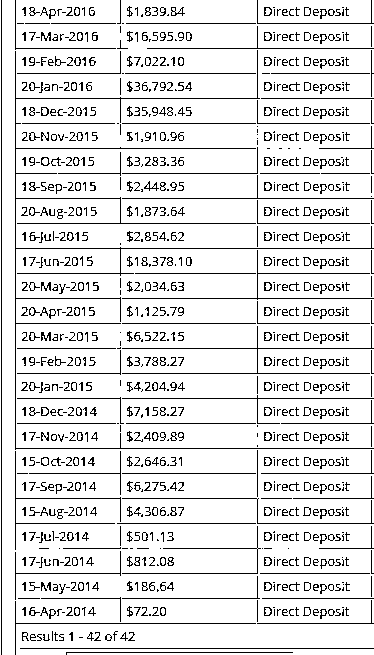 18-Apr-2016 $1,839.84 Direct Deposit
17-Mar-2016 $16,595.90 Direct Deposit
19-Feb-2016 $7,022.10 Direct Deposit
20-Jan-2016 $36,792.54 Direct Deposit
18-Dec-2015 $35,948.45 Direct Deposit
20-Nov-2015 $1,910.96 Direct Deposit
19-Oct-2015 $3,283.36 Direct Deposit
18-Sep-2015 $2,448.95 Direct Deposit
20-Aug-2015 $1,873.64 Direct Deposit
16-Jul-2015 $2,854.62 Direct Deposit
17-Jun-2015 $18,378.10 Direct Deposit
20-May-2015 $2,034.63 Direct Deposit
20-Apr-2015 $1,125.79 Direct Deposit
20-Mar-2015 $6,522.15 Direct Deposit
19-Feb-2015 $3,788.27 Direct Deposit
20-Jan-2015 $4,204.94 Direct Deposit
18-Dec-2014 $7,158.27 Direct Deposit
17-Nov-2014 $2,409.89 Direct Deposit
15-Oct-2014 $2,646.31 Direct Deposit
17-Sep-2014 $6,275.42 Direct Deposit
15-Aug-2014 $4,306.87 Direct Deposit
17-Jul-2014 $501.13 Direct Deposit
17-Jun-2014 $812.08 Direct Deposit
15-May-2014 $186.64 Direct Deposit
16-Apr-2014 $72.20 Direct Deposit
Results 1 - 42 of 42